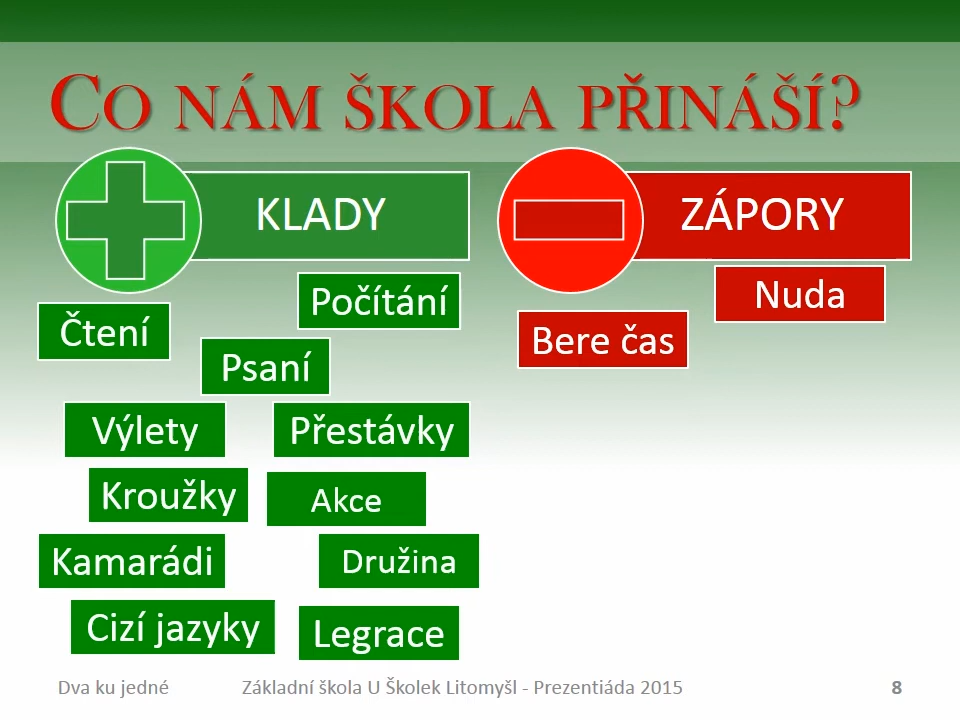 Co nám škola přináší?
KLADY
Počítání
Čtení
Psaní
Výlety
Přestávky
Kroužky
Akce
Kamarádi
Družina
Cizí jazyky
Legrace
ZÁPORY
Nuda
Bere čas
Dva ku jedné
Základní škola U Školek Litomyšl - Prezentiáda 2015
8